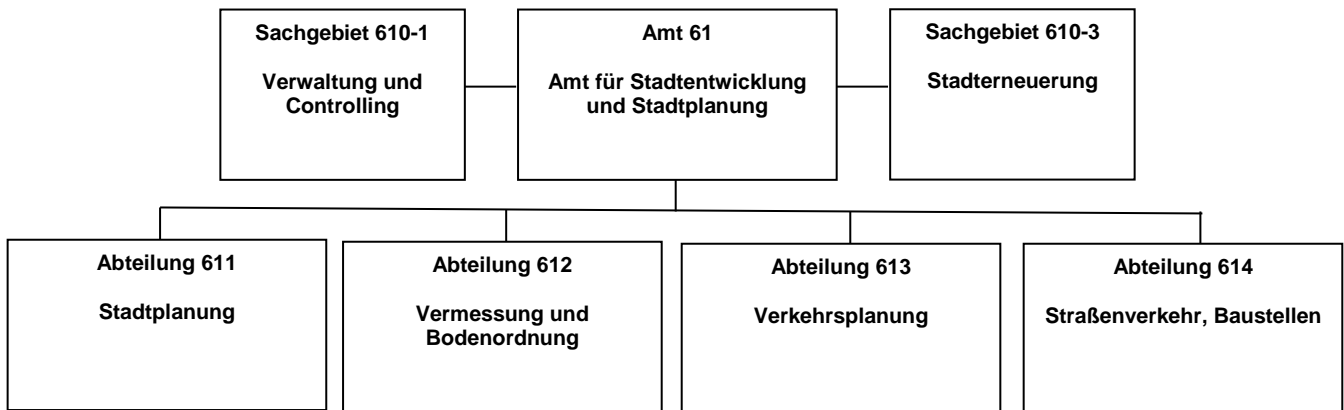 Sachgebiet 610-1
Verwaltung und
Controlling
Amt 61
Amt für Stadtentwicklung
und Stadtplanung
Sachgebiet 610-3
Stadterneuerung
Abteilung 611
Stadtplanung
Abteilung 612
Vermessung und
Bodenordnung
Abteilung 613
Verkehrsplanung
Abteilung 614
Straßenverkehr, Baustellen